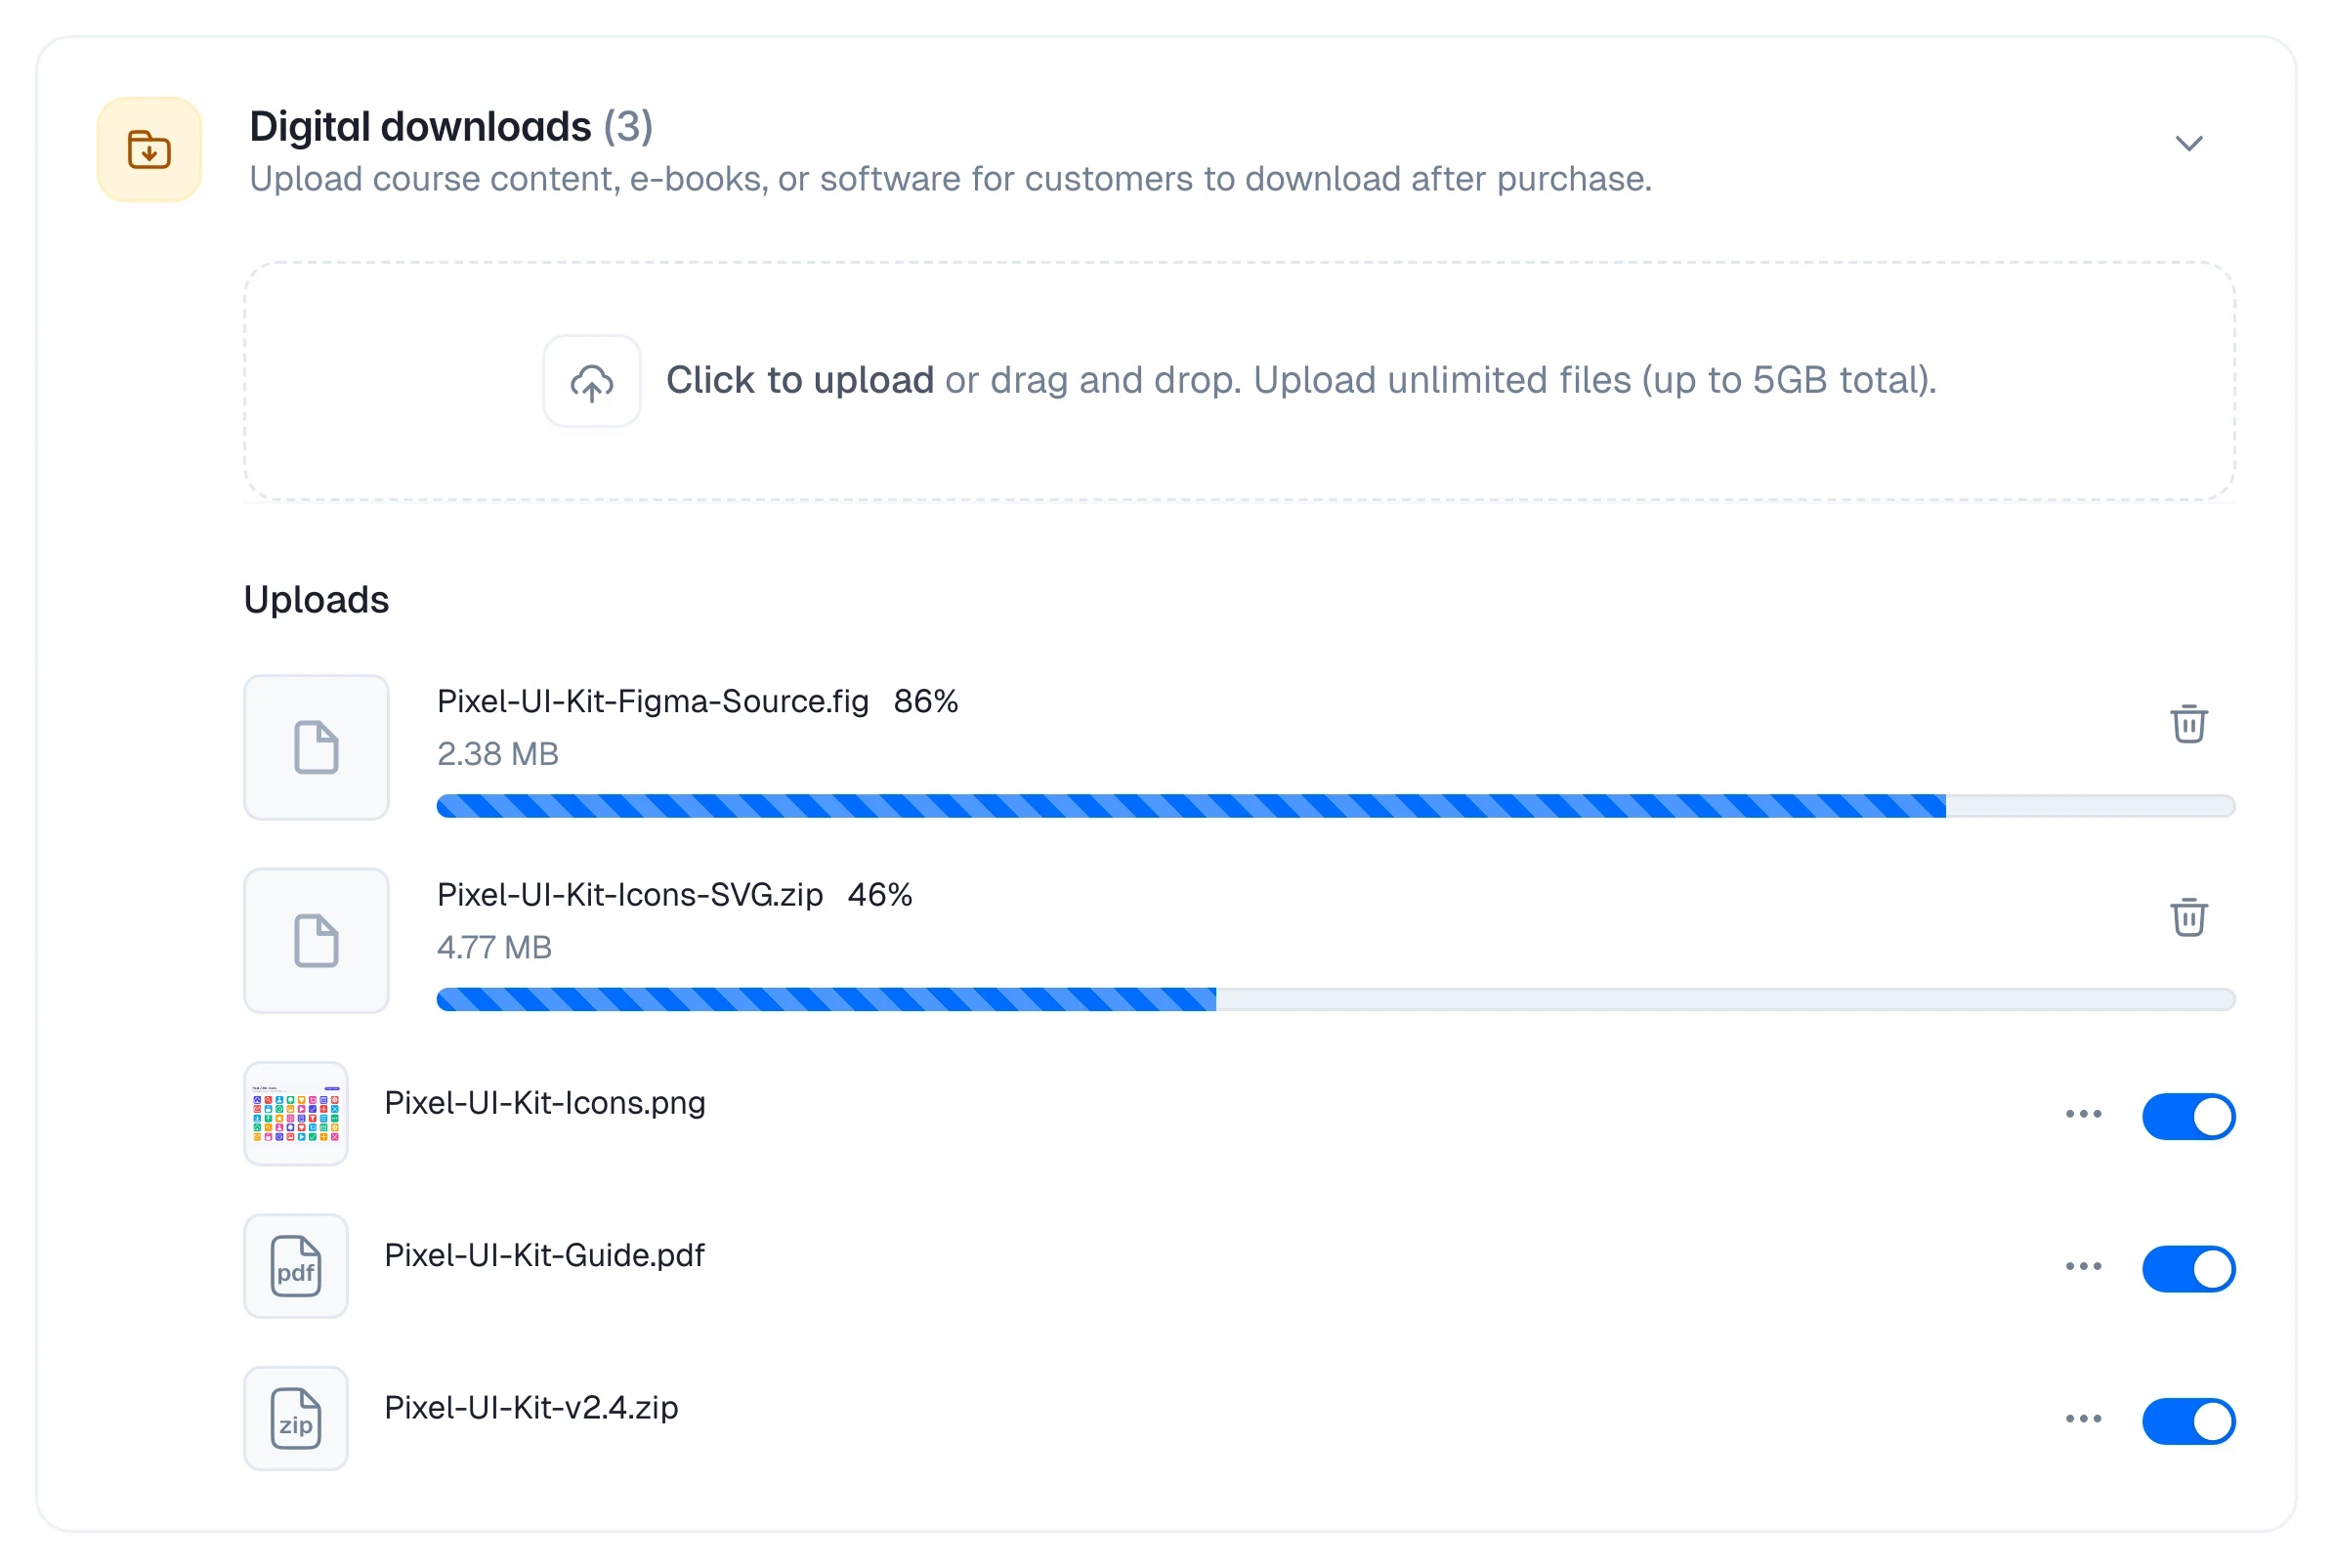 Digital downloads (3)
Upload course content, e-books, or software for customers to download after purchase.
Click to upload or drag and drop. Upload unlimited files (up to 5GB total).
Uploads
Pixel-UI-Kit-Figma-Source.fig 86%
2.38 MB
Pixel-UI-Kit-Icons-SVG.zip 46%
4.77 MB
Pixel-UI-Kit-Icons.png
pdf
Pixel-UI-Kit-Guide.pdf
zip
Pixel-UI-Kit-v2.4.zip